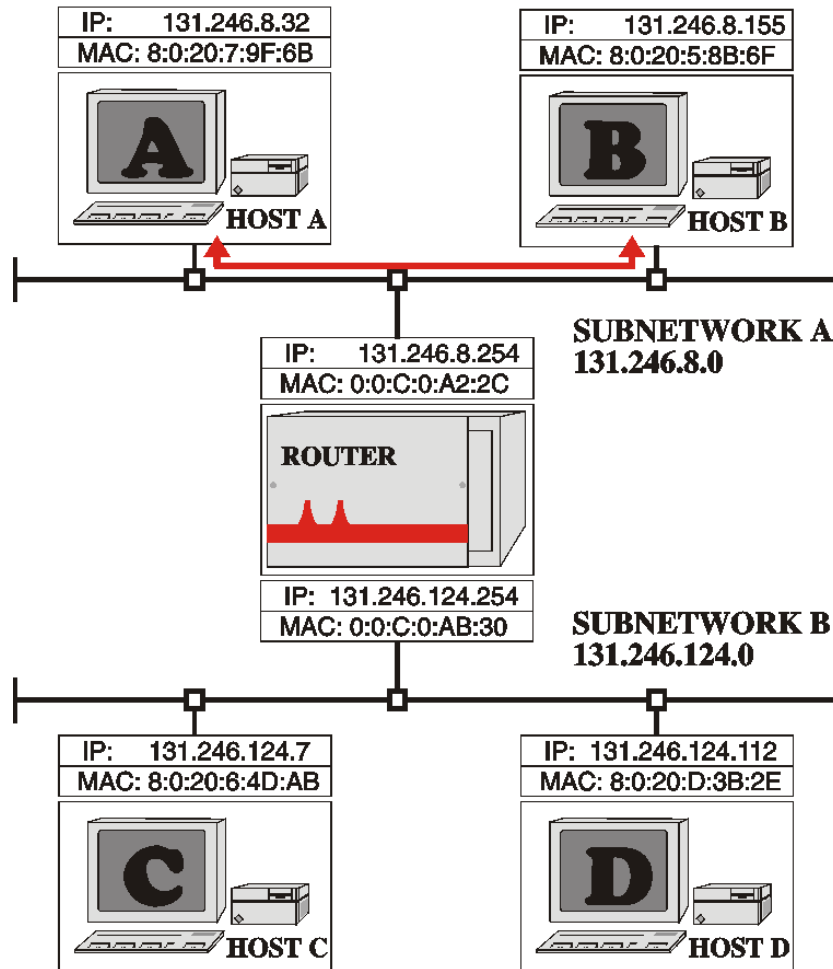 IP: 131.246.8.32
MAC: 8:0:20:7:9F:6B
A
HOST A
IP: 131.246.8.155
MAC: 8:0:20:5:8B:6F
B
HOST B
SUBNETWORK A
131.246.8.0
IP: 131.246.8.254
MAC: 0:0:C:0:A2:2C
ROUTER
IP: 131.246.124.254
MAC: 0:0:C:0:AB:30
SUBNETWORK B
131.246.124.0
IP: 131.246.124.7
MAC: 8:0:20:6:4D:AB
C
HOST C
IP: 131.246.124.112
MAC: 8:0:20:D:3B:2E
D
HOST D